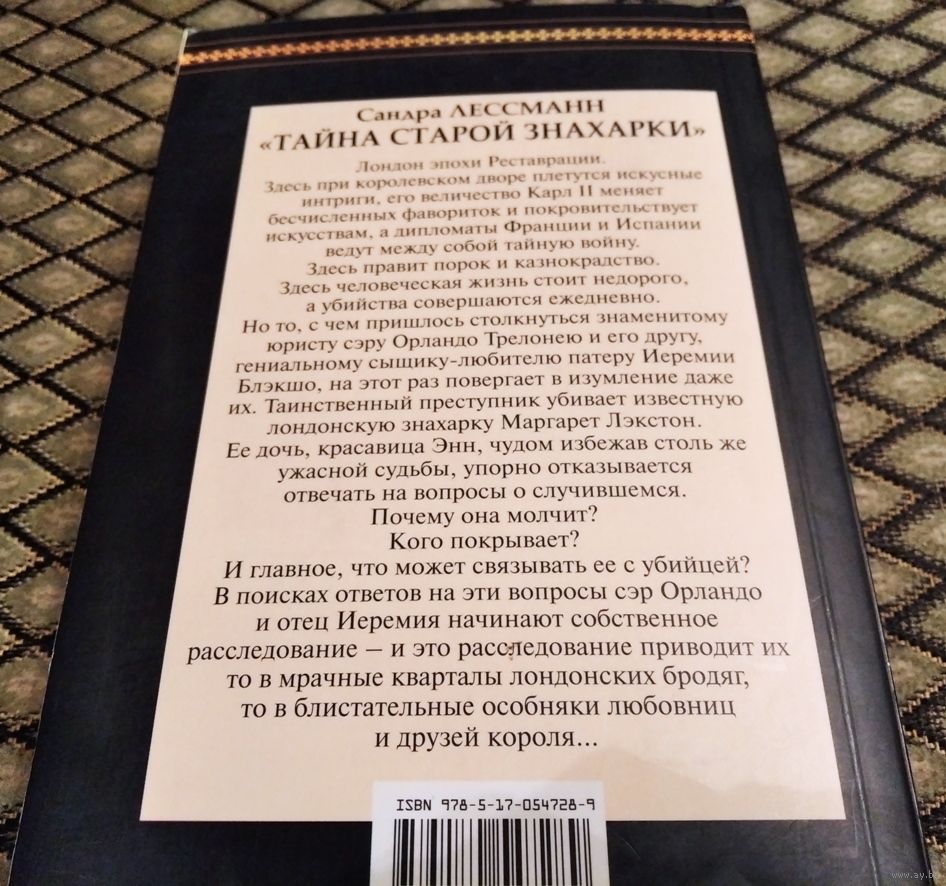 Сандра ЛЕССМАНН
«ТАЙНА СТАРОЙ ЗНАХАРКИ»
Лондон эпохи Реставрации.
Здесь при королевском дворе плетутся искусные
интриги, его величество Карл II меняет
бесчисленных фавориток и покровительствует
искусствам, а дипломаты Франции и Испании
ведут между собой тайную войну.
Здесь правит порок и казнокрадство.
Здесь человеческая жизнь стоит недорого,
а убийства совершаются ежедневно.
Но то, с чем пришлось столкнуться знаменитому
юристу сэру Орландо Трелонею и его другу,
гениальному сыщику-любителю патеру Иеремии
Блэкшо, на этот раз повергает в изумление даже
их. Таинственный преступник убивает известную
лондонскую знахарку Маргарет Лэкстон.
Ее дочь, красавица Энн, чудом избежав столь же
ужасной судьбы, упорно отказывается
отвечать на вопросы о случившемся.
Почему она молчит?
Кого покрывает?
И главное, что может связывать ее с убийцей?
В поисках ответов на эти вопросы сэр Орландо
и отец Иеремия начинают собственное
расследование – и это расследование приводит их
то в мрачные кварталы лондонских бродяг,
то в блистательные особняки любовниц
и друзей короля...
ISBN 978-5-17-054728-9
www.ay.by